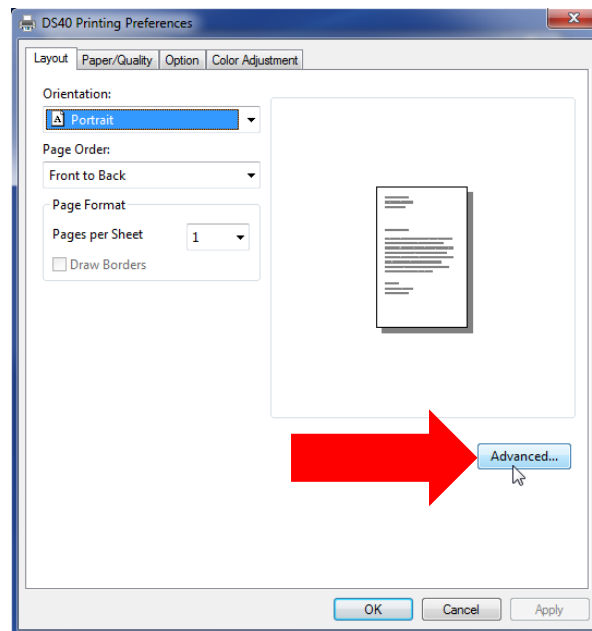 DS40 Printing Preferences
Layout Paper/Quality Option Color Adjustment
Orientation:
A Portrait
Page Order:
Front to Back
Page Format
Pages per Sheet 1
Draw Borders
Advanced...
OK Cancel Apply